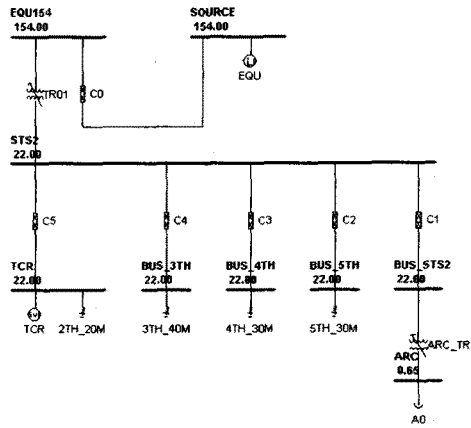 EQU154
154.00
SOURCE
154.00
TR01
C0
EQU
STS2
22.00
C5
C4
C3
C2
C1
TCR
22.00
BUS_3TH
22.00
BUS_4TH
22.00
BUS_5TH
22.00
BUS_STS2
22.00
TCR
2TH_20M
3TH_40M
4TH_30M
5TH_30M
ARC_TR
ARC
0.65
A0